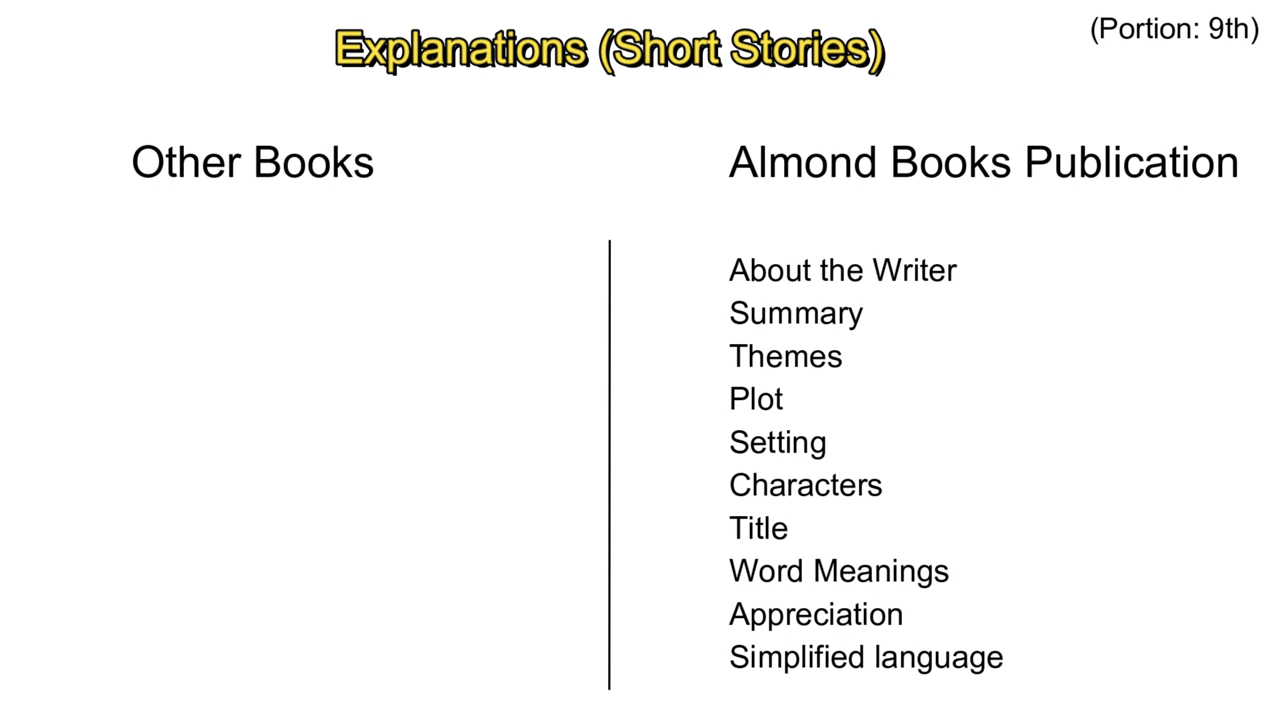 Explanations (Short Stories)
(Portion: 9th)
Other Books
Almond Books Publication
About the Writer
Summary
Themes
Plot
Setting
Characters
Title
Word Meanings
Appreciation
Simplified language